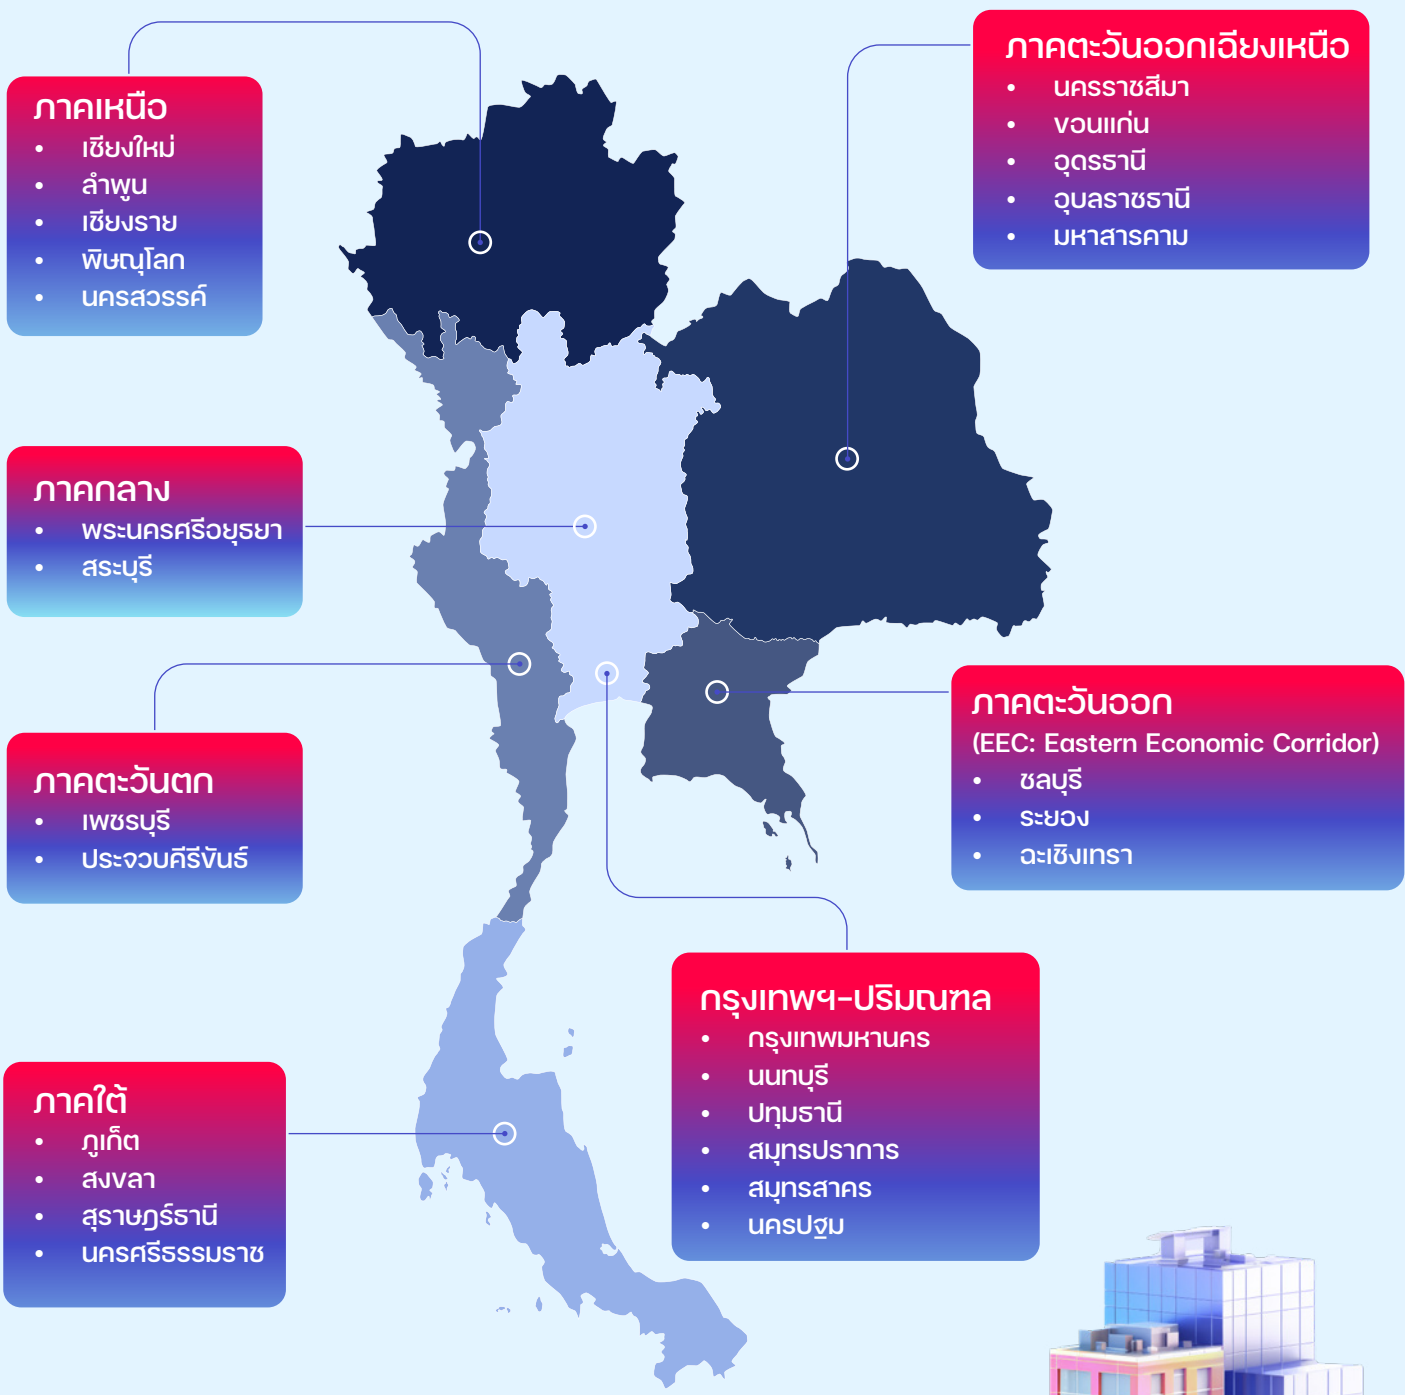 ภาคเหนือ
• เชียงใหม่
• ลำพูน
• เชียงราย
• พิษณุโลก
• นครสวรรค์
ภาคตะวันออกเฉียงเหนือ
• นครราชสีมา
• ขอนแก่น
• อุดรธานี
• อุบลราชธานี
• มหาสารคาม
ภาคกลาง
• พระนครศรีอยุธยา
• สระบุรี
ภาคตะวันตก
• เพชรบุรี
• ประจวบคีรีขันธ์
ภาคตะวันออก
(EEC: Eastern Economic Corridor)
• ชลบุรี
• ระยอง
• ฉะเชิงเทรา
กรุงเทพฯ-ปริมณฑล
• กรุงเทพมหานคร
• นนทบุรี
• ปทุมธานี
• สมุทรปราการ
• สมุทรสาคร
• นครปฐม
ภาคใต้
• ภูเก็ต
• สงขลา
• สุราษฎร์ธานี
• นครศรีธรรมราช